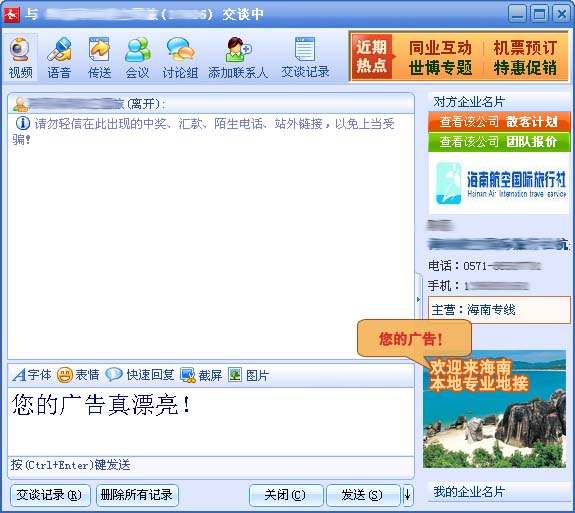 与 交谈中
视频 语音 传送 会议 讨论组 添加联系人 交谈记录
近期热点
同业互动 机票预订
世博专题 特惠促销
(离开):
请勿轻信在此出现的中奖、汇款、陌生电话、站外链接，以免上当受
骗!
对方企业名片
查看该公司 散客计划
查看该公司 团队报价
海南航空国际旅行社
Hainan Air Internation travel service
电话：0571-
手机：1
主营：海南专线
您的广告!
欢迎来海南
本地专业地接
我的企业名片
A字体 表情 快速回复 截屏 图片
您的广告真漂亮！
按(Ctrl+Enter)键发送
交谈记录(R) 删除所有记录 关闭(C) 发送(S)